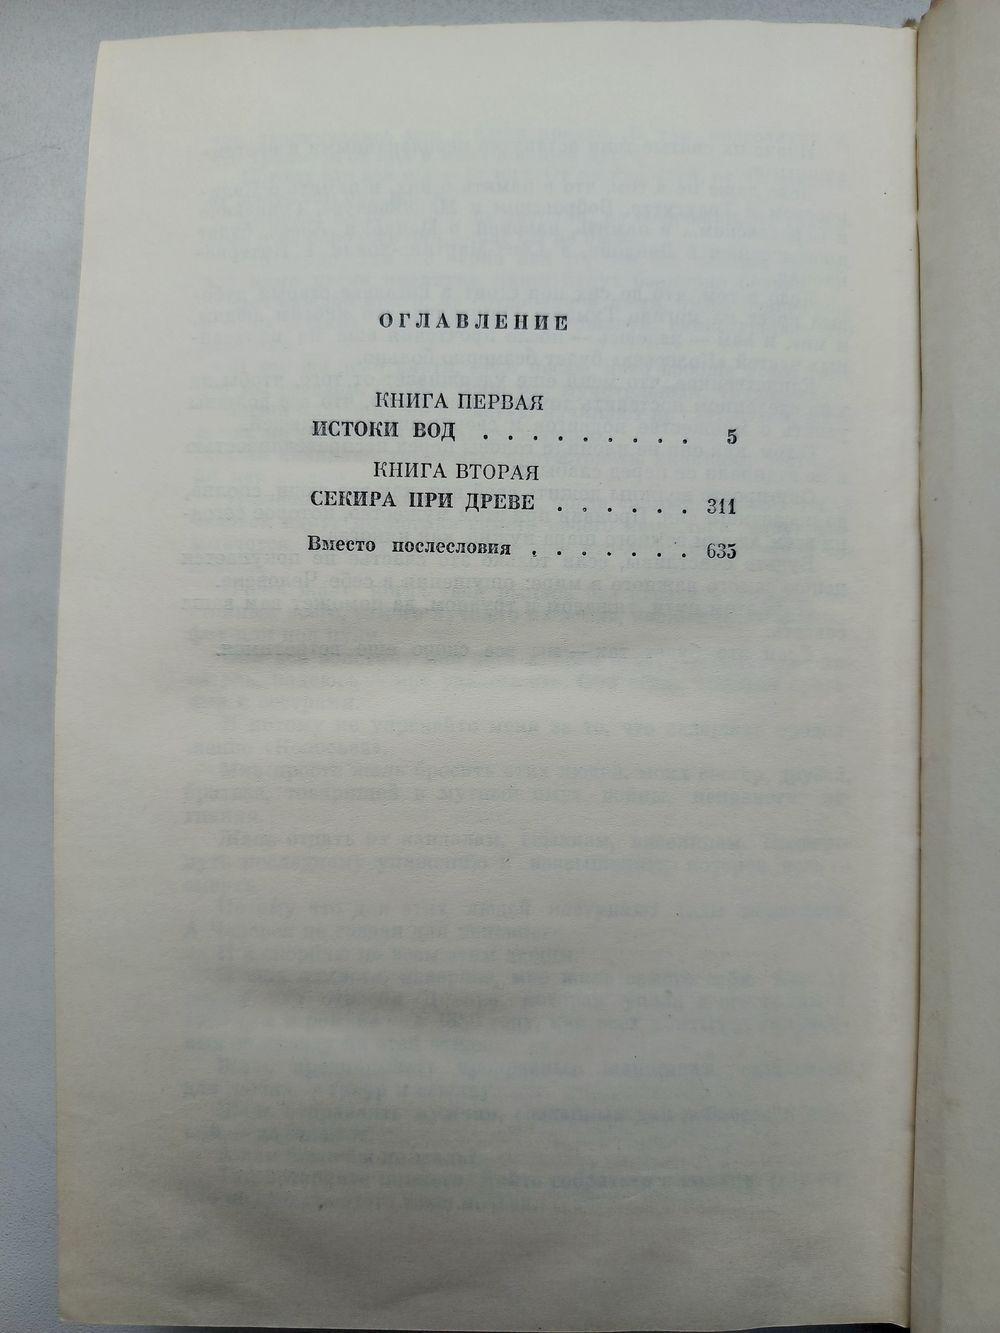 ОГЛАВЛЕНИЕ
КНИГА ПЕРВАЯ
ИСТОКИ ВОД . . . . . . . . . . 5
КНИГА ВТОРАЯ
СЕКИРА ПРИ ДРЕВЕ . . . . . . 311
Вместо послесловия . . . . . . . 635